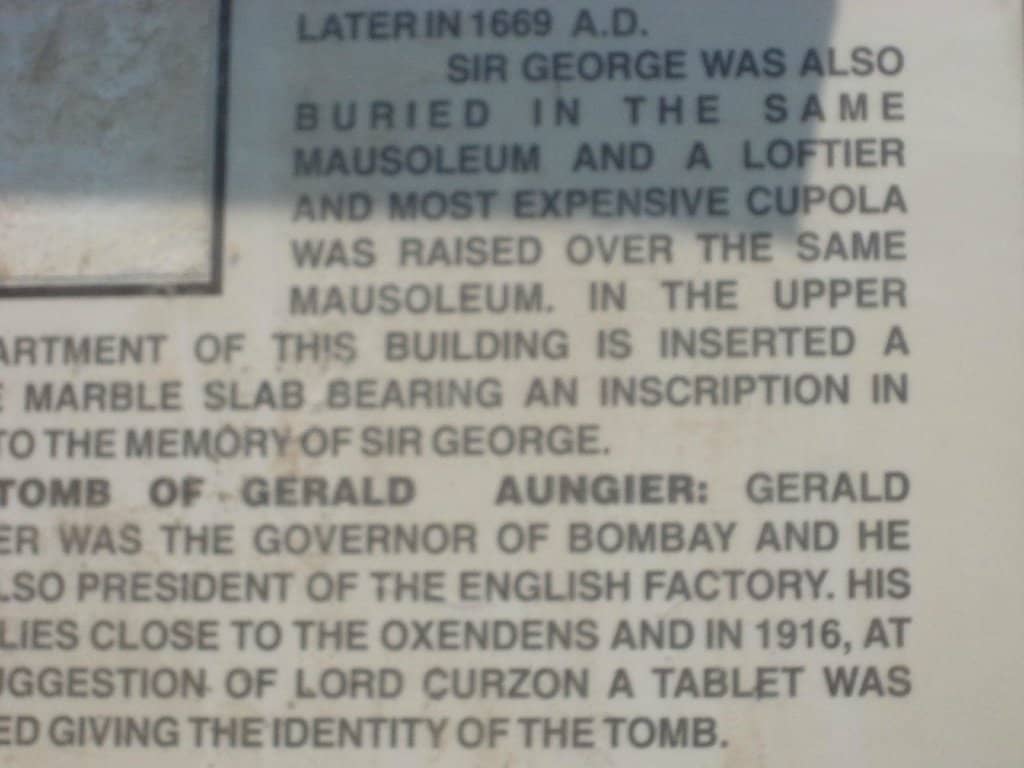 LATER IN 1669 A.D.
SIR GEORGE WAS ALSO
BURIED IN THE SAME
MAUSOLEUM AND A LOFTIER
AND MOST EXPENSIVE CUPOLA
WAS RAISED OVER THE SAME
MAUSOLEUM. IN THE UPPER
ARTMENT OF THIS BUILDING IS INSERTED A
E MARBLE SLAB BEARING AN INSCRIPTION IN
TO THE MEMORY OF SIR GEORGE.
TOMB OF GERALD AUNGIER: GERALD
ER WAS THE GOVERNOR OF BOMBAY AND HE
LSO PRESIDENT OF THE ENGLISH FACTORY. HIS
LIES CLOSE TO THE OXENDENS AND IN 1916, AT
UGGESTION OF LORD CURZON A TABLET WAS
ED GIVING THE IDENTITY OF THE TOMB.